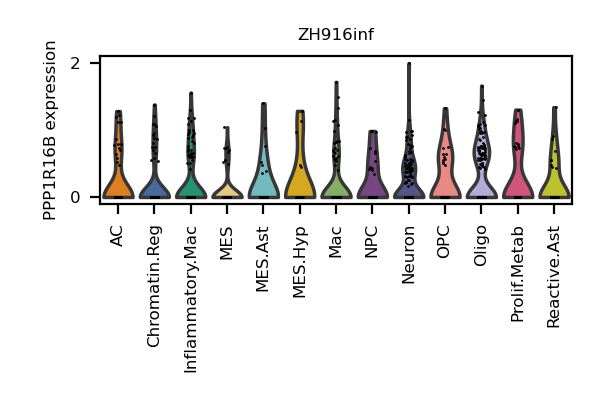 ZH916inf
PPP1R16B expression
2
0
AC
Chromatin.Reg
Inflammatory.Mac
MES
MES.Ast
MES.Hyp
Mac
NPC
Neuron
OPC
Oligo
Prolif.Metab
Reactive.Ast